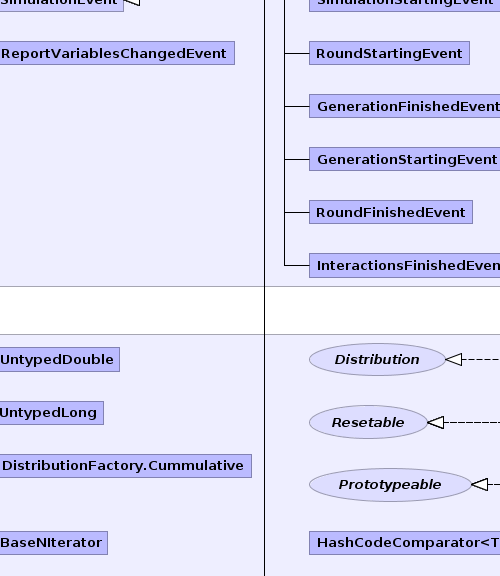 SimulationEvent
SimulationStartingEvent
ReportVariablesChangedEvent
RoundStartingEvent
GenerationFinishedEvent
GenerationStartingEvent
RoundFinishedEvent
InteractionsFinishedEven
UntypedDouble
Distribution
UntypedLong
Resetable
DistributionFactory.Cummulative
Prototypeable
BaseNIterator
HashCodeComparator<T